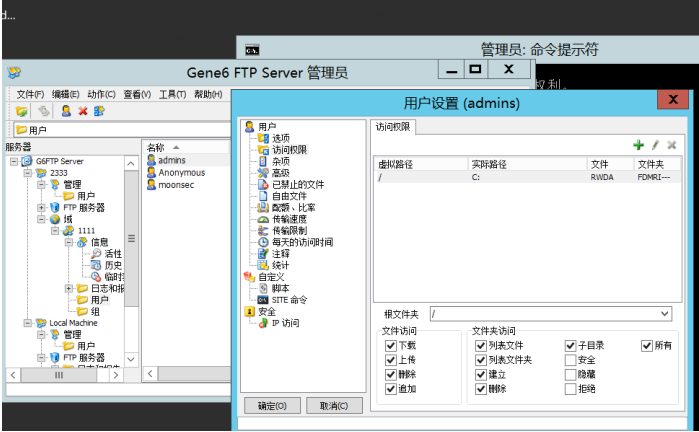 d...
管理员: 命令提示符
权利。
Gene6 FTP Server 管理员
文件(F) 编辑(E) 动作(C) 查看(V) 工具(T) 帮助(H)
用户
服务器
G6FTP Server
2333
管理
用户
FTP 服务器
域
1111
信息
活性
历史
临时
日志和报
用户
组
Local Machine
管理
用户
FTP 服务器
名称
admins
Anonymous
moonsec
用户设置 (admins)
用户
选项
访问权限
杂项
高级
已禁止的文件
自由文件
配额、比率
传输速度
传输限制
每天的访问时间
注释
统计
自定义
脚本
SITE 命令
安全
IP 访问
确定(O) 取消(C)
访问权限
虚拟路径 实际路径 文件 文件夹
/ C: RWDA FDMRI---
根文件夹 /
文件访问
下载
上传
删除
追加
文件夹访问
列表文件 子目录 所有
列表文件夹 安全
建立 隐藏
删除 拒绝